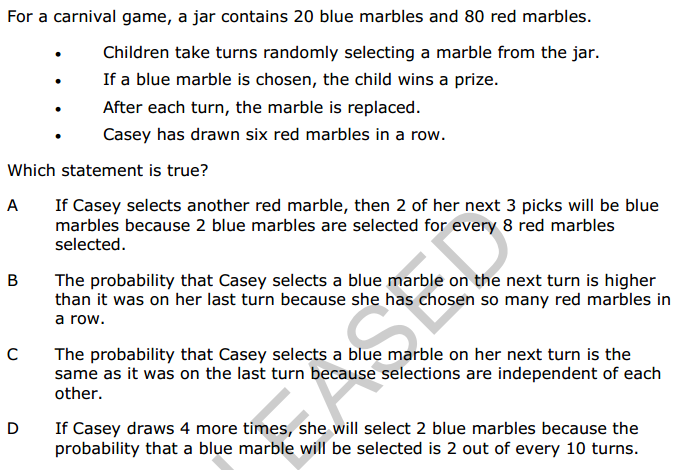 For a carnival game, a jar contains 20 blue marbles and 80 red marbles.
• Children take turns randomly selecting a marble from the jar.
• If a blue marble is chosen, the child wins a prize.
• After each turn, the marble is replaced.
• Casey has drawn six red marbles in a row.
Which statement is true?
A If Casey selects another red marble, then 2 of her next 3 picks will be blue
marbles because 2 blue marbles are selected for every 8 red marbles
selected.
B The probability that Casey selects a blue marble on the next turn is higher
than it was on her last turn because she has chosen so many red marbles in
a row.
C The probability that Casey selects a blue marble on her next turn is the
same as it was on the last turn because selections are independent of each
other.
D If Casey draws 4 more times, she will select 2 blue marbles because the
probability that a blue marble will be selected is 2 out of every 10 turns.
LEASED